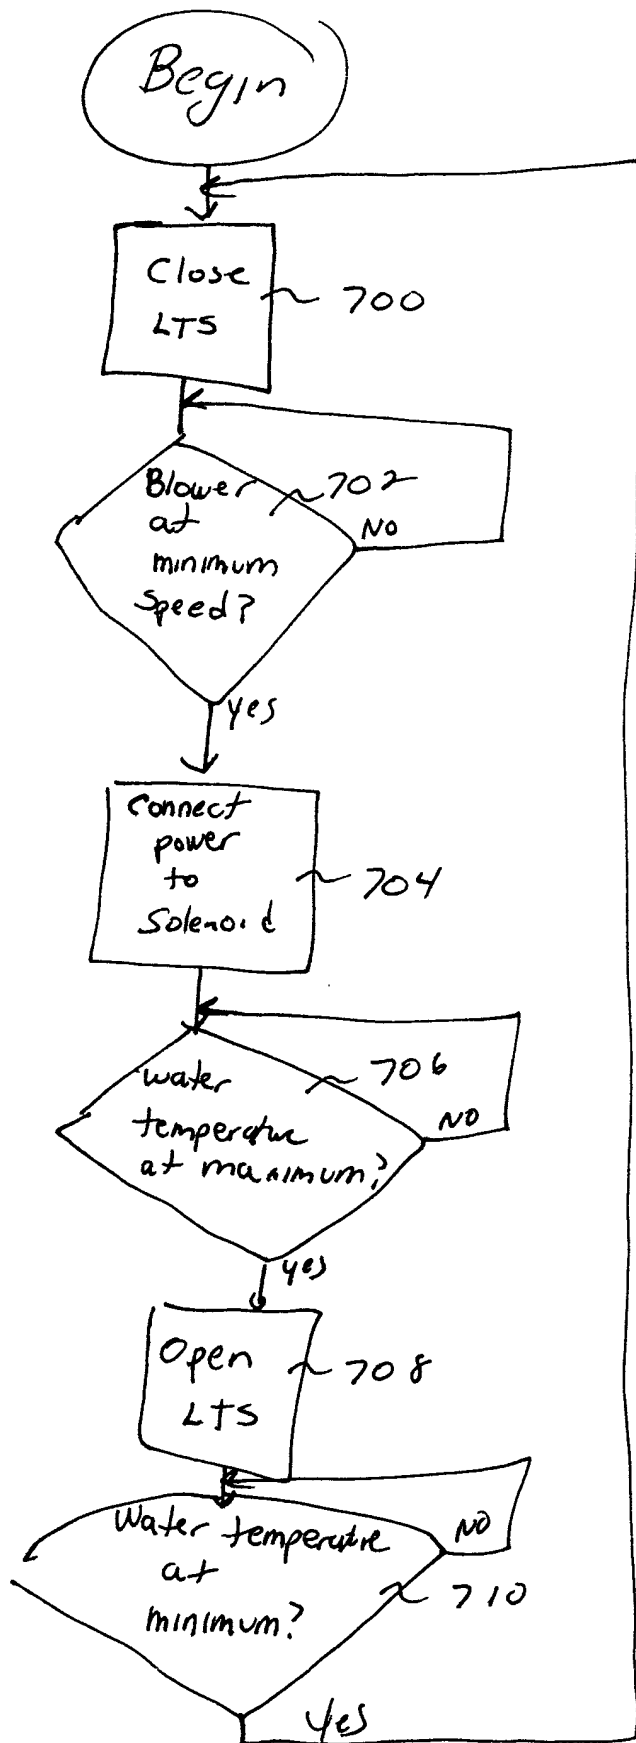 Begin
Close
LTS
700
Blower
at
minimum
speed?
702
NO
yes
Connect
power
to
Solenoid
704
water
temperature
at maximum?
706
NO
yes
Open
LTS
708
Water temperature
at
minimum?
NO
710
yes